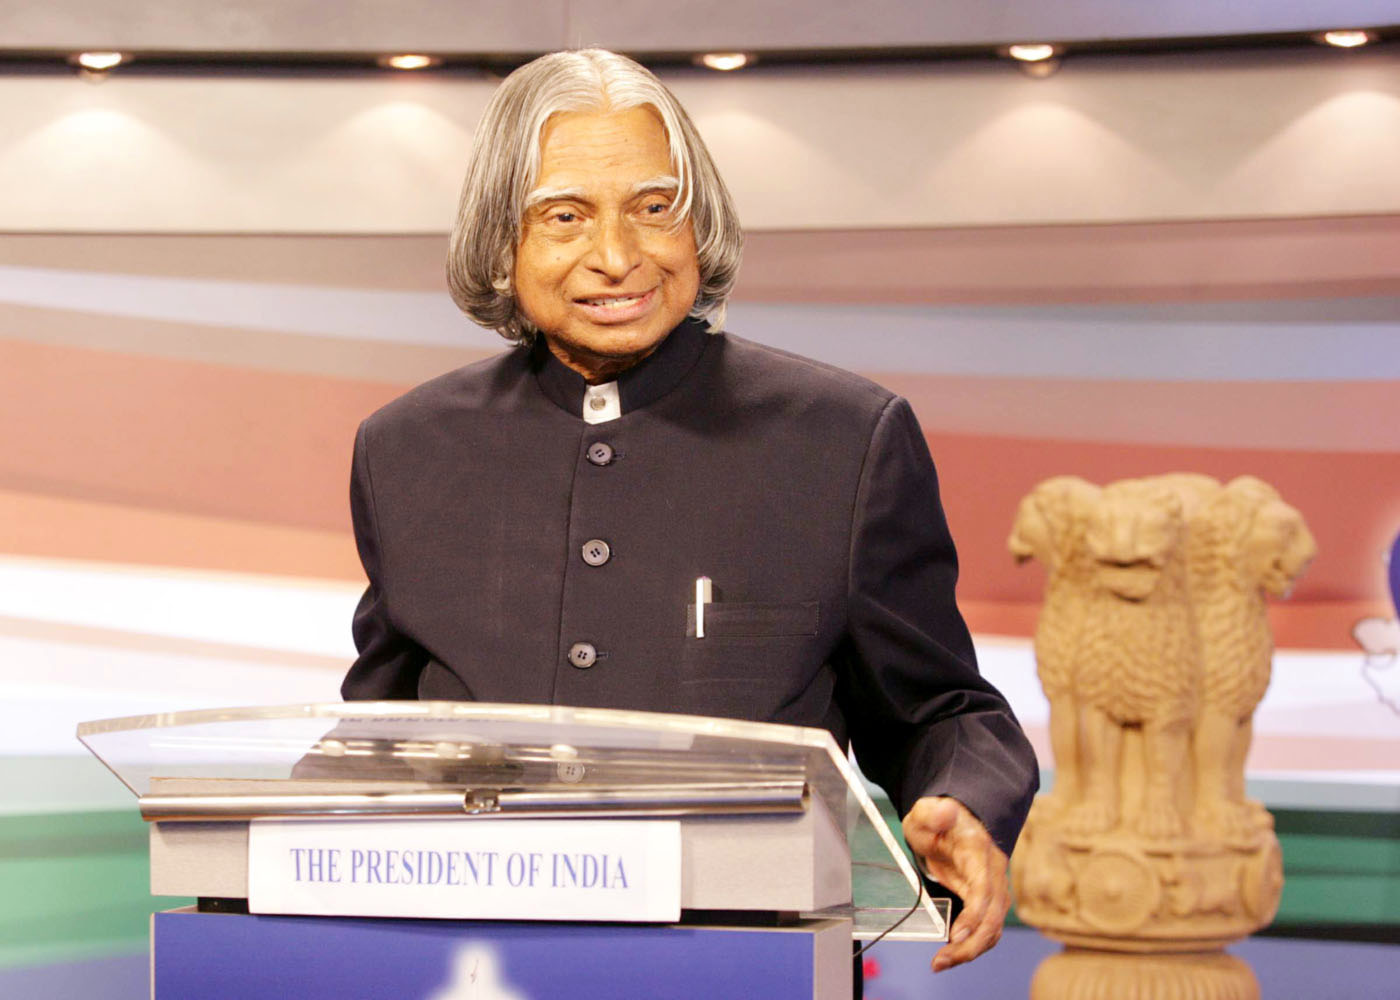 THE PRESIDENT OF INDIA